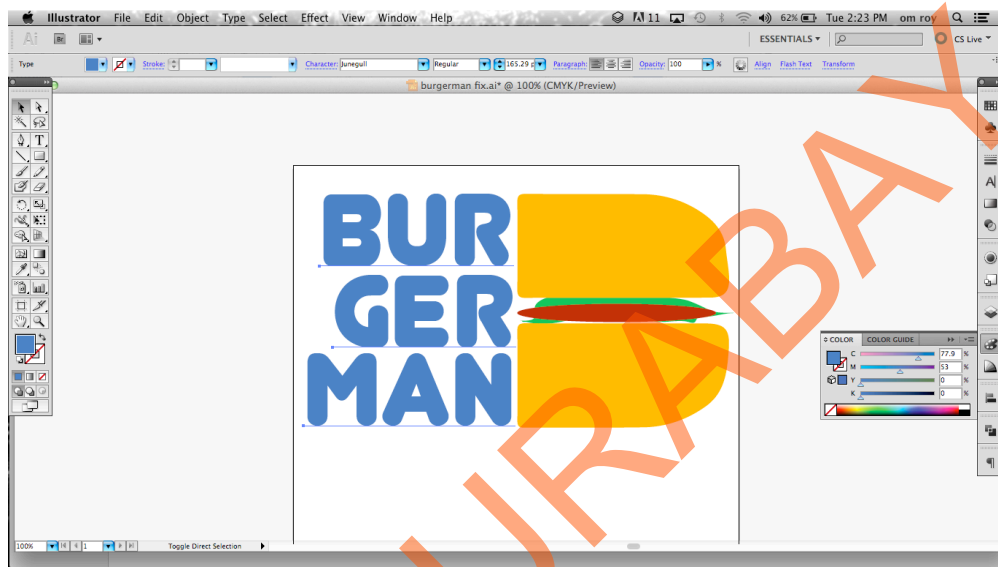 Illustrator File Edit Object Type Select Effect View Window Help 11 62% Tue 2:23 PM om roy
Ai Br ESSENTIALS CS Live
Type Stroke: Character: Junegull Regular 165.29 p Paragraph: Opacity: 100 % Align Flash Text Transform
burgerman fix.ai* @ 100% (CMYK/Preview)
BUR
GER
MAN
COLOR COLOR GUIDE
C 77.9 %
M 53 %
Y 0 %
K 0 %
100% 1 Toggle Direct Selection
URABAY